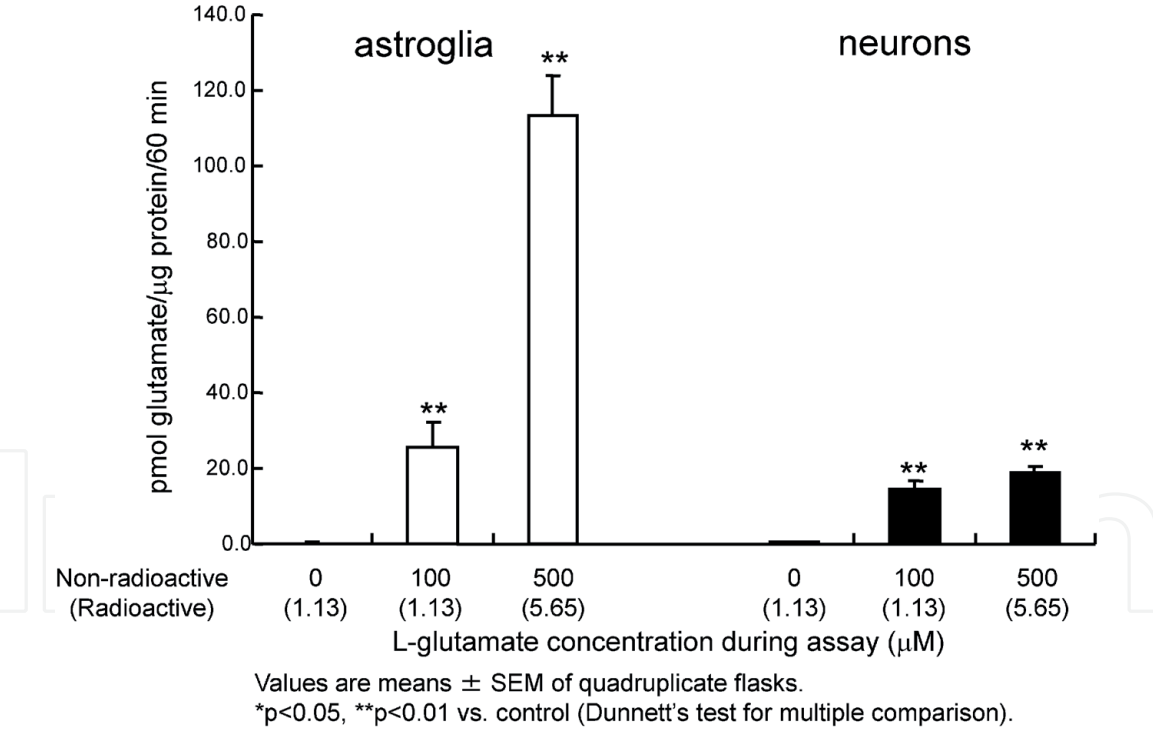 140.0
astroglia
neurons
**
120.0
100.0
80.0
60.0
40.0
**
**
20.0
**
0.0
pmol glutamate/μg protein/60 min
Non-radioactive 0 100 500 0 100 500
(Radioactive) (1.13) (1.13) (5.65) (1.13) (1.13) (5.65)
L-glutamate concentration during assay (μM)
Values are means ± SEM of quadruplicate flasks.
*p<0.05, **p<0.01 vs. control (Dunnett's test for multiple comparison).